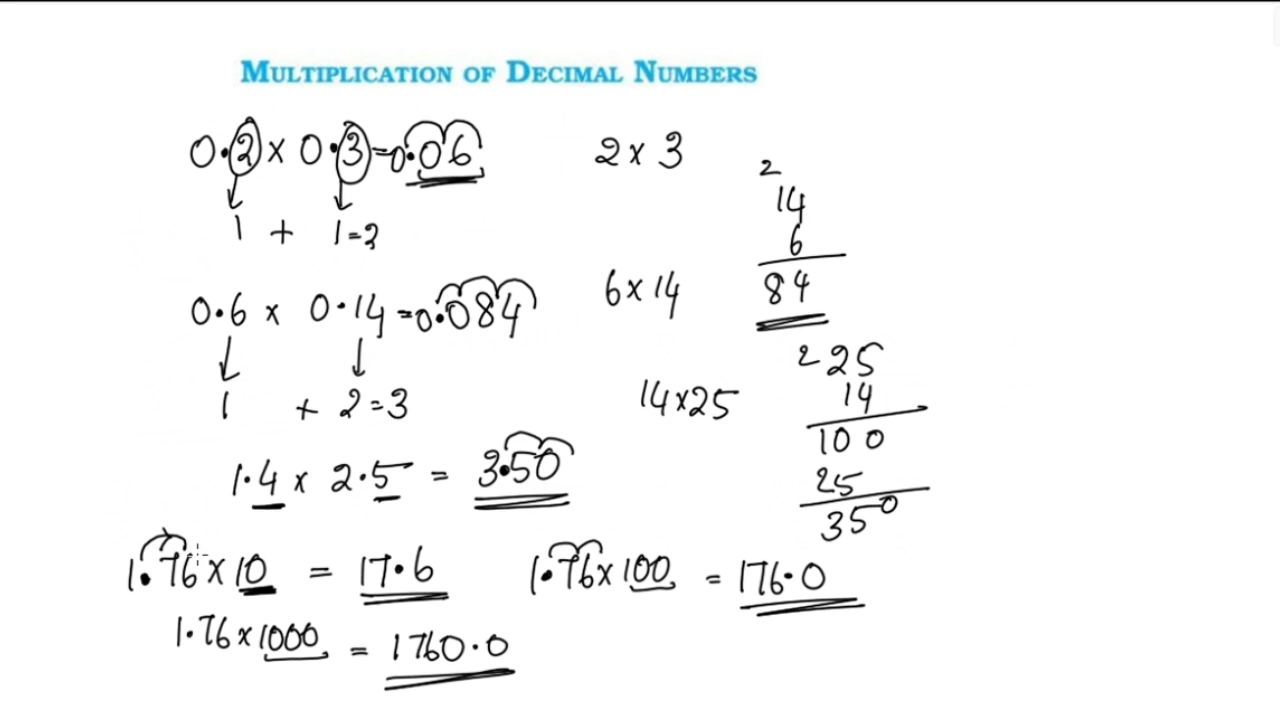 MULTIPLICATION OF DECIMAL NUMBERS
0.2 x 0.3 = 0.06
2 x 3
1 + 1 = 2
2
14
6
84
0.6 x 0.14 = 0.084
6 x 14
1 + 2 = 3
14 x 25
2 25
14
100
25
350
1.4 x 2.5 = 3.50
1.76 x 10 = 17.6
1.76 x 100 = 176.0
1.76 x 1000 = 1760.0